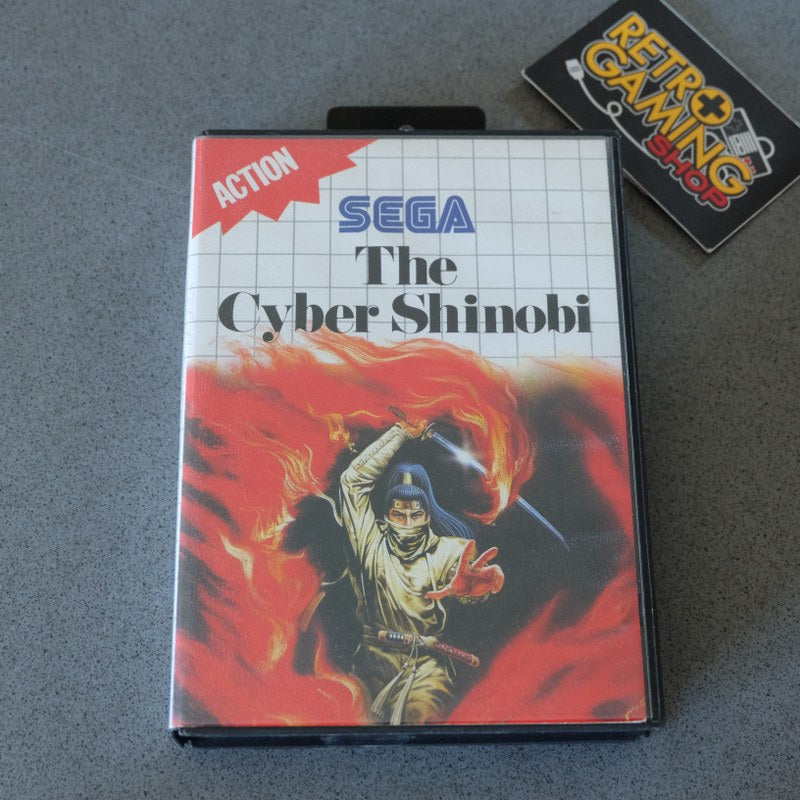 RETRO
GAMING
SHOP
ACTION
SEGA
The
Cyber Shinobi